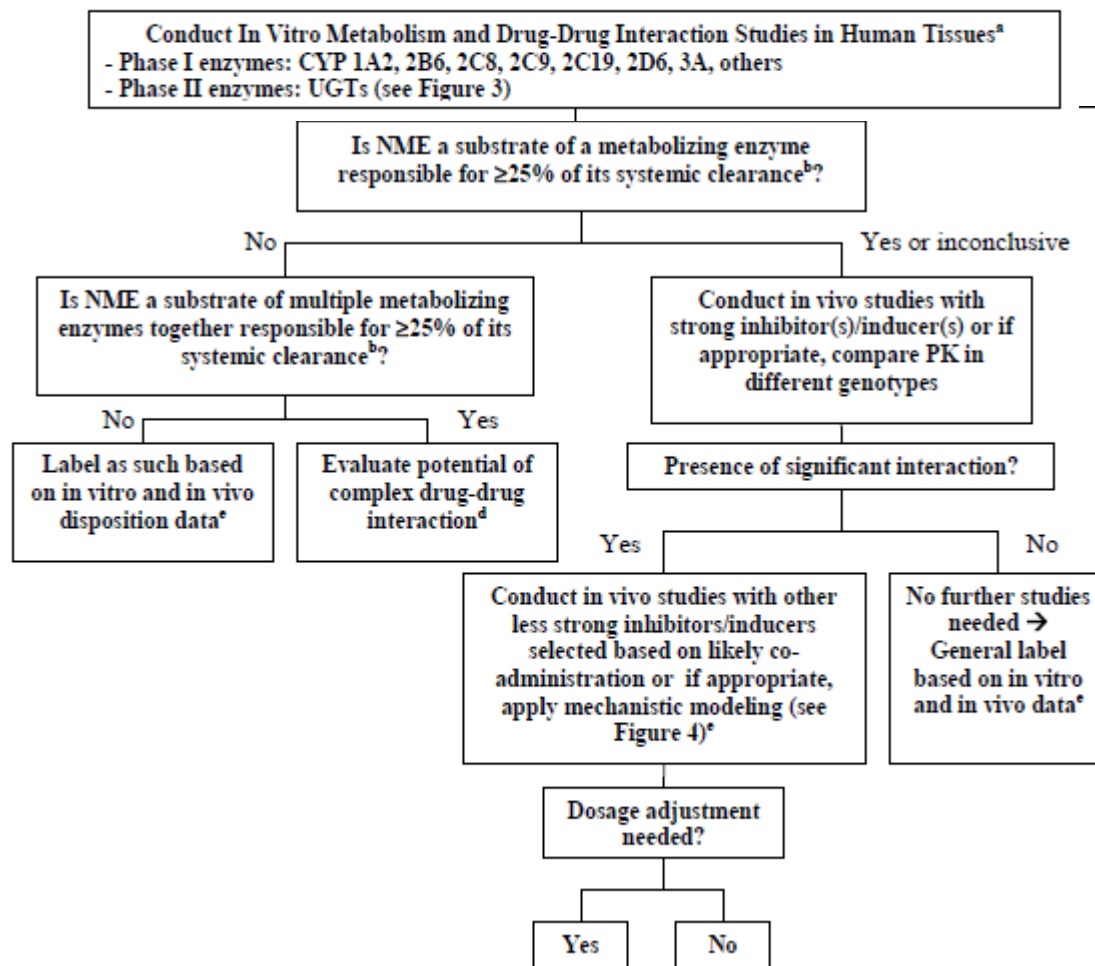 Conduct In Vitro Metabolism and Drug-Drug Interaction Studies in Human Tissuesᵃ
- Phase I enzymes: CYP 1A2, 2B6, 2C8, 2C9, 2C19, 2D6, 3A, others
- Phase II enzymes: UGTs (see Figure 3)
Is NME a substrate of a metabolizing enzyme
responsible for ≥25% of its systemic clearanceᵇ?
No
Yes or inconclusive
Is NME a substrate of multiple metabolizing
enzymes together responsible for ≥25% of its
systemic clearanceᵇ?
Conduct in vivo studies with
strong inhibitor(s)/inducer(s) or if
appropriate, compare PK in
different genotypes
No
Yes
Label as such based
on in vitro and in vivo
disposition dataᵉ
Evaluate potential of
complex drug-drug
interactionᵈ
Presence of significant interaction?
Yes
No
Conduct in vivo studies with other
less strong inhibitors/inducers
selected based on likely co-
administration or if appropriate,
apply mechanistic modeling (see
Figure 4)ᵉ
No further studies
needed →
General label
based on in vitro
and in vivo dataᵉ
Dosage adjustment
needed?
Yes
No